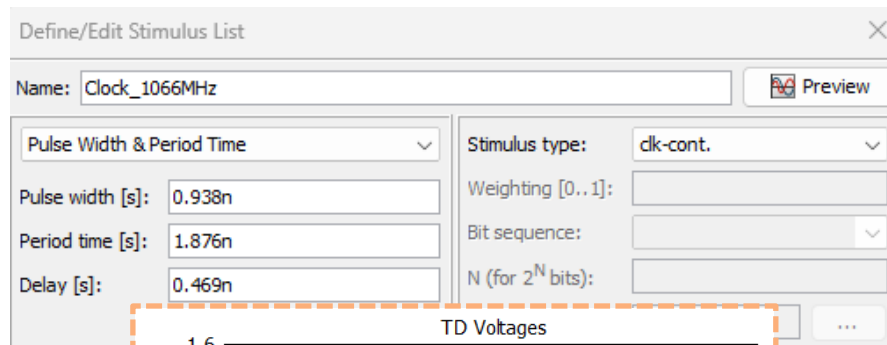 Define/Edit Stimulus List
Name: Clock_1066MHz
Preview
Pulse Width & Period Time
Pulse width [s]: 0.938n
Period time [s]: 1.876n
Delay [s]: 0.469n
Stimulus type: clk-cont.
Weighting [0..1]:
Bit sequence:
N (for 2^N bits):
...
TD Voltages
1.6